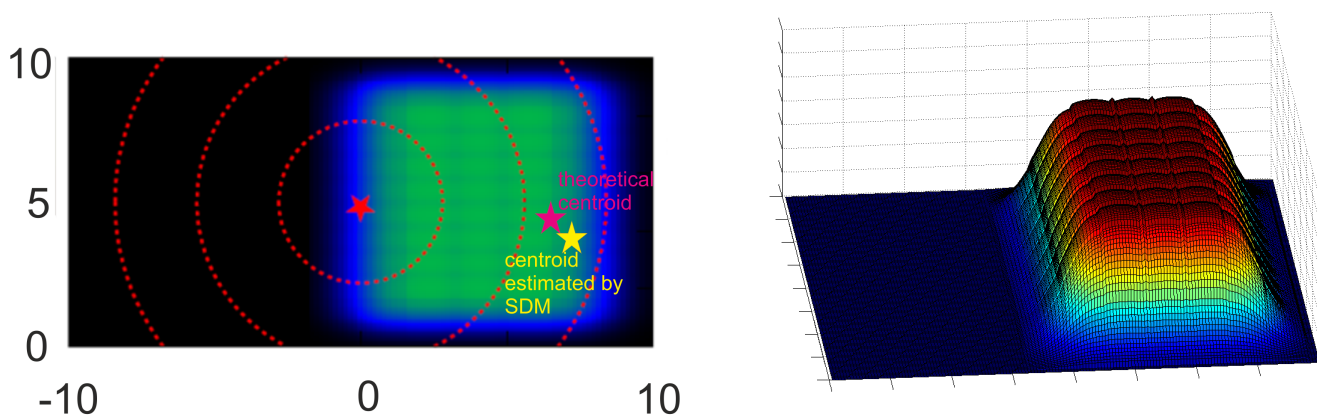 10
5
0
-10
0
10
theoretical
centroid
centroid
estimated by
SDM